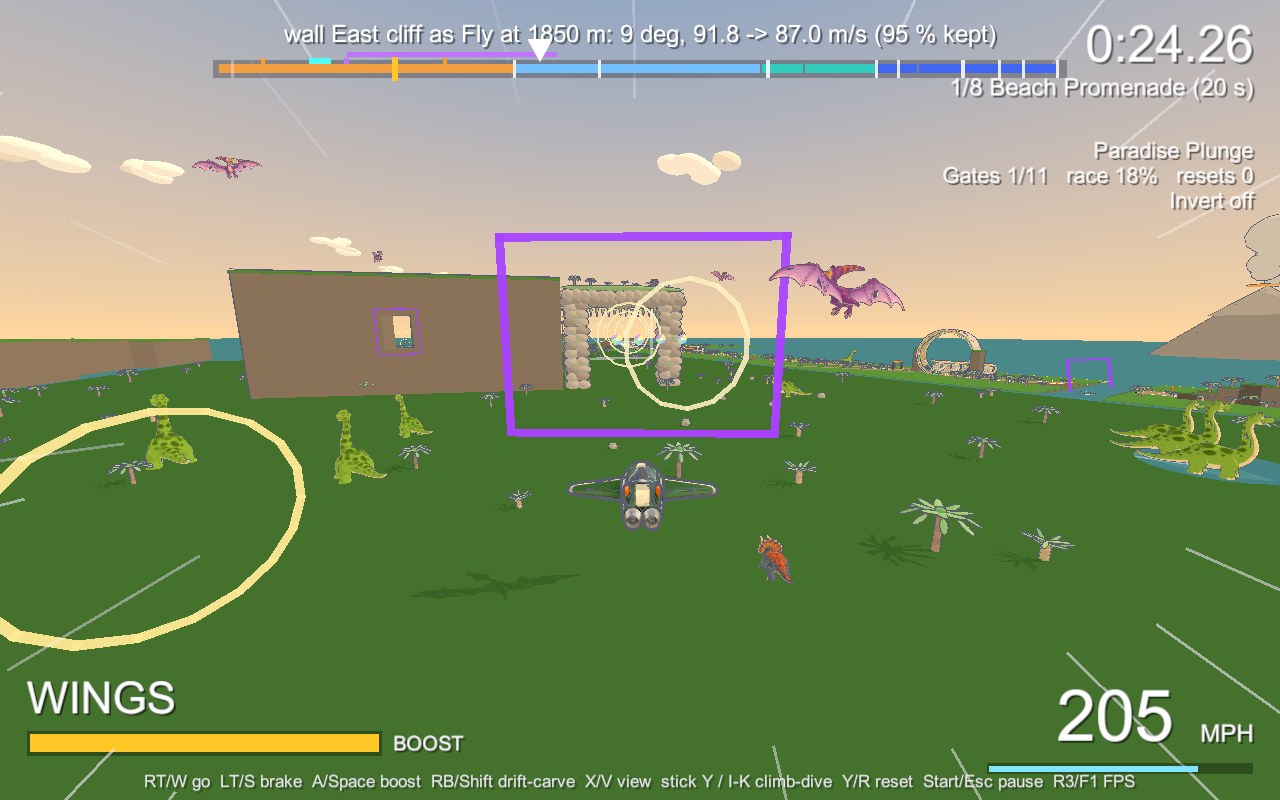 wall East cliff as Fly at 1850 m: 9 deg, 91.8 -> 87.0 m/s (95 % kept)
0:24.26
1/8 Beach Promenade (20 s)
Paradise Plunge
Gates 1/11 race 18% resets 0
Invert off
WINGS
BOOST
205 MPH
RT/W go LT/S brake A/Space boost RB/Shift drift-carve X/V view stick Y / I-K climb-dive Y/R reset Start/Esc pause R3/F1 FPS